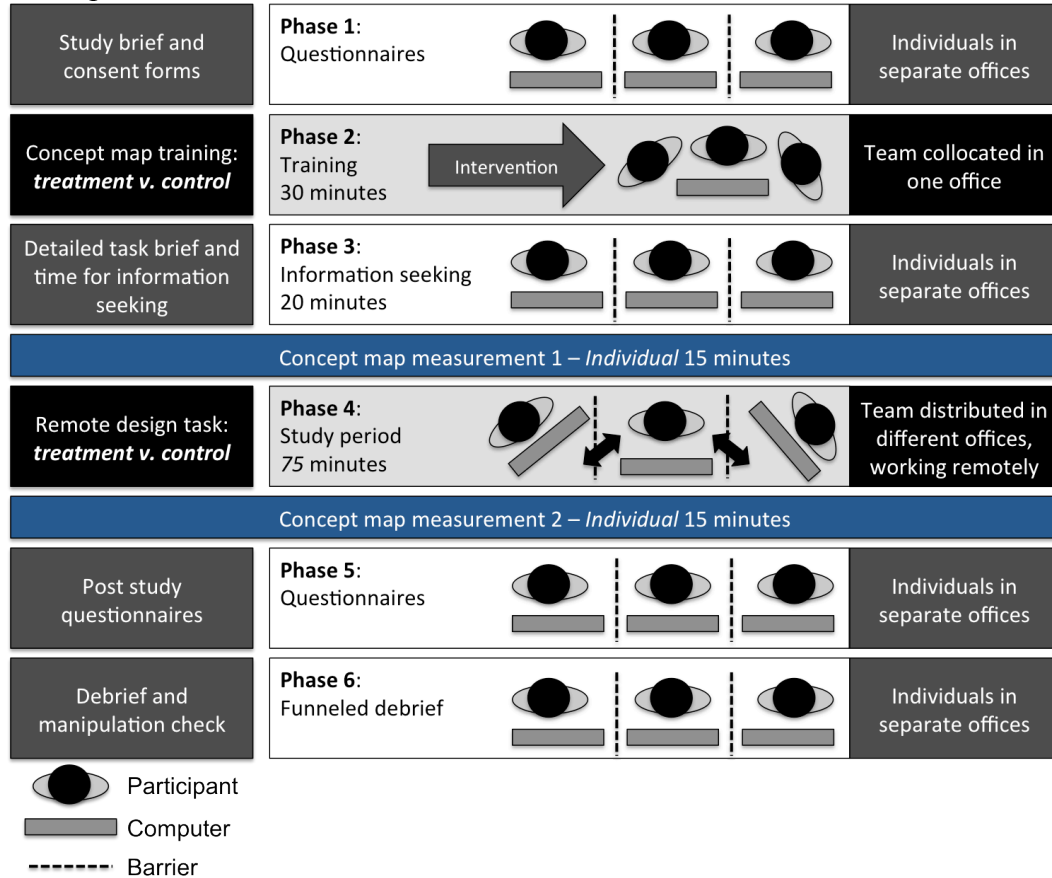 Study brief and
consent forms
Phase 1:
Questionnaires
Individuals in
separate offices
Concept map training:
treatment v. control
Phase 2:
Training
30 minutes
Intervention
Team collocated in
one office
Detailed task brief and
time for information
seeking
Phase 3:
Information seeking
20 minutes
Individuals in
separate offices
Concept map measurement 1 – Individual 15 minutes
Remote design task:
treatment v. control
Phase 4:
Study period
75 minutes
Team distributed in
different offices,
working remotely
Concept map measurement 2 – Individual 15 minutes
Post study
questionnaires
Phase 5:
Questionnaires
Individuals in
separate offices
Debrief and
manipulation check
Phase 6:
Funneled debrief
Individuals in
separate offices
Participant
Computer
Barrier